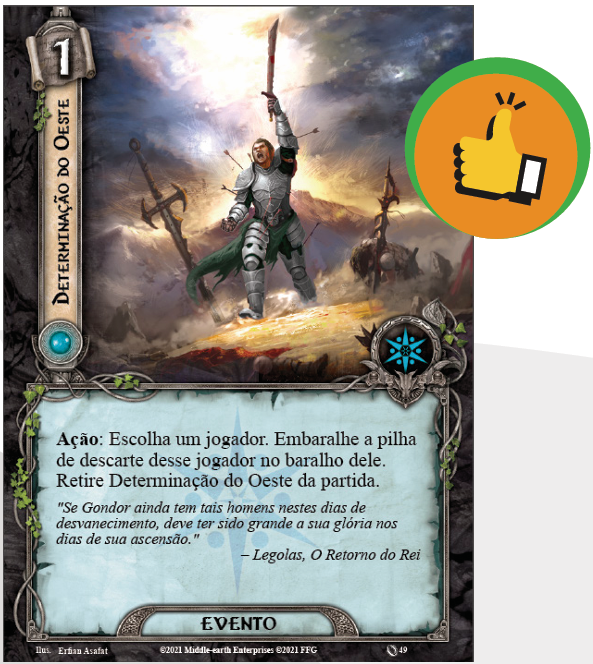 1
Determinação do Oeste
Ação: Escolha um jogador. Embaralhe a pilha
de descarte desse jogador no baralho dele.
Retire Determinação do Oeste da partida.
"Se Gondor ainda tem tais homens nestes dias de
desvanecimento, deve ter sido grande a sua glória nos
dias de sua ascensão."
– Legolas, O Retorno do Rei
EVENTO
Ilus. Erfian Asafat ©2021 Middle-earth Enterprises ©2021 FFG 49